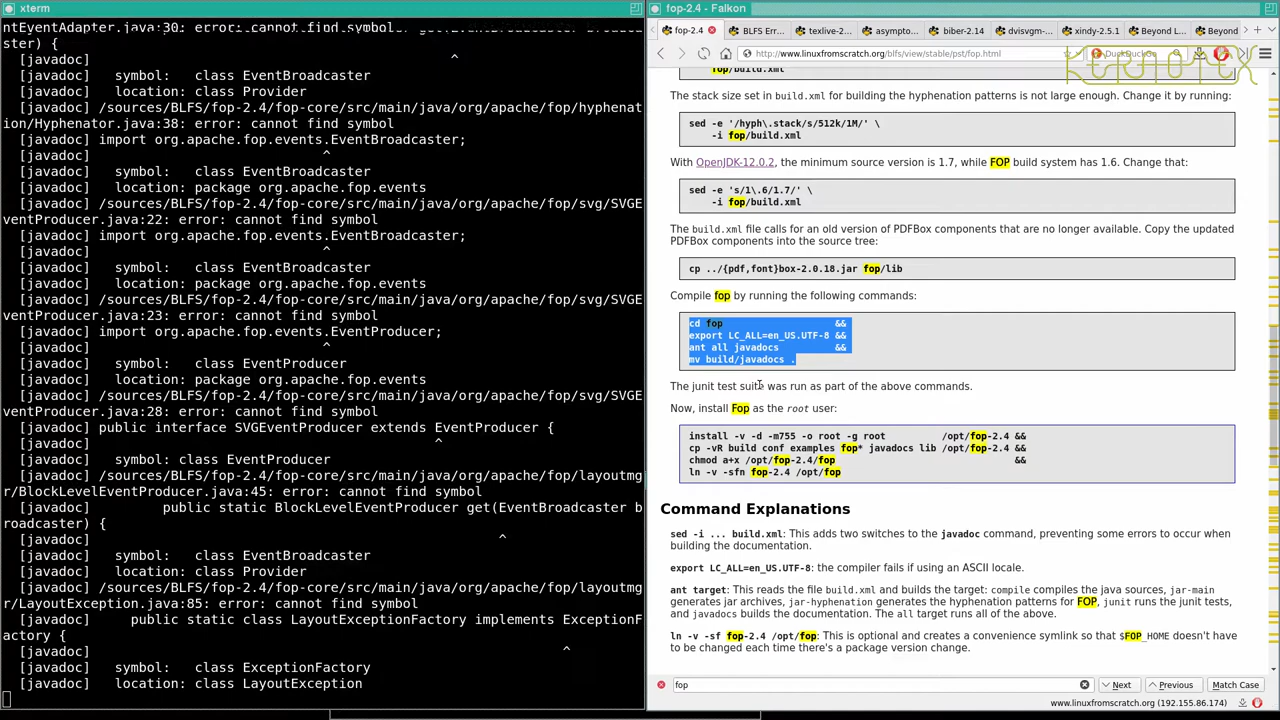 xterm
ntEventAdapter.java:30: error: cannot find symbol
ster) {
[javadoc] ^
[javadoc] symbol: class EventBroadcaster
[javadoc] location: class Provider
[javadoc] /sources/BLFS/fop-2.4/fop-core/src/main/java/org/apache/fop/hyphenat
ion/Hyphenator.java:38: error: cannot find symbol
[javadoc] import org.apache.fop.events.EventBroadcaster;
[javadoc] ^
[javadoc] symbol: class EventBroadcaster
[javadoc] location: package org.apache.fop.events
[javadoc] /sources/BLFS/fop-2.4/fop-core/src/main/java/org/apache/fop/svg/SVGE
ventProducer.java:22: error: cannot find symbol
[javadoc] import org.apache.fop.events.EventBroadcaster;
[javadoc] ^
[javadoc] symbol: class EventBroadcaster
[javadoc] location: package org.apache.fop.events
[javadoc] /sources/BLFS/fop-2.4/fop-core/src/main/java/org/apache/fop/svg/SVGE
ventProducer.java:23: error: cannot find symbol
[javadoc] import org.apache.fop.events.EventProducer;
[javadoc] ^
[javadoc] symbol: class EventProducer
[javadoc] location: package org.apache.fop.events
[javadoc] /sources/BLFS/fop-2.4/fop-core/src/main/java/org/apache/fop/svg/SVGE
ventProducer.java:28: error: cannot find symbol
[javadoc] public interface SVGEventProducer extends EventProducer {
[javadoc] ^
[javadoc] symbol: class EventProducer
[javadoc] /sources/BLFS/fop-2.4/fop-core/src/main/java/org/apache/fop/layoutmg
r/BlockLevelEventProducer.java:45: error: cannot find symbol
[javadoc] public static BlockLevelEventProducer get(EventBroadcaster b
roadcaster) {
[javadoc] ^
[javadoc] symbol: class EventBroadcaster
[javadoc] location: class Provider
[javadoc] /sources/BLFS/fop-2.4/fop-core/src/main/java/org/apache/fop/layoutmg
r/LayoutException.java:85: error: cannot find symbol
[javadoc] public static class LayoutExceptionFactory implements ExceptionF
actory {
[javadoc] ^
[javadoc] symbol: class ExceptionFactory
[javadoc] location: class LayoutException
fop-2.4 - Falkon
fop-2.4
BLFS Err...
texlive-2...
asympto...
biber-2.14
dvisvgm-...
xindy-2.5.1
Beyond L...
Beyond
http://www.linuxfromscratch.org/blfs/view/stable/pst/fop.html
DuckDuckGo
KERNOTEX
fop/build.xml
The stack size set in build.xml for building the hyphenation patterns is not large enough. Change it by running:
sed -e '/hyph\.stack/s/512k/1M/' \
-i fop/build.xml
With OpenJDK-12.0.2, the minimum source version is 1.7, while FOP build system has 1.6. Change that:
sed -e 's/1\.6/1.7/' \
-i fop/build.xml
The build.xml file calls for an old version of PDFBox components that are no longer available. Copy the updated
PDFBox components into the source tree:
cp ../{pdf,font}box-2.0.18.jar fop/lib
Compile fop by running the following commands:
cd fop &&
export LC_ALL=en_US.UTF-8 &&
ant all javadocs &&
mv build/javadocs .
The junit test suite was run as part of the above commands.
Now, install Fop as the root user:
install -v -d -m755 -o root -g root /opt/fop-2.4 &&
cp -vR build conf examples fop* javadocs lib /opt/fop-2.4 &&
chmod a+x /opt/fop-2.4/fop &&
ln -v -sfn fop-2.4 /opt/fop
Command Explanations
sed -i ... build.xml: This adds two switches to the javadoc command, preventing some errors to occur when
building the documentation.
export LC_ALL=en_US.UTF-8: the compiler fails if using an ASCII locale.
ant target: This reads the file build.xml and builds the target: compile compiles the java sources, jar-main
generates jar archives, jar-hyphenation generates the hyphenation patterns for FOP, junit runs the junit tests,
and javadocs builds the documentation. The all target runs all of the above.
ln -v -sf fop-2.4 /opt/fop: This is optional and creates a convenience symlink so that $FOP_HOME doesn't have
to be changed each time there's a package version change.
fop
Next
Previous
Match Case
www.linuxfromscratch.org (192.155.86.174)